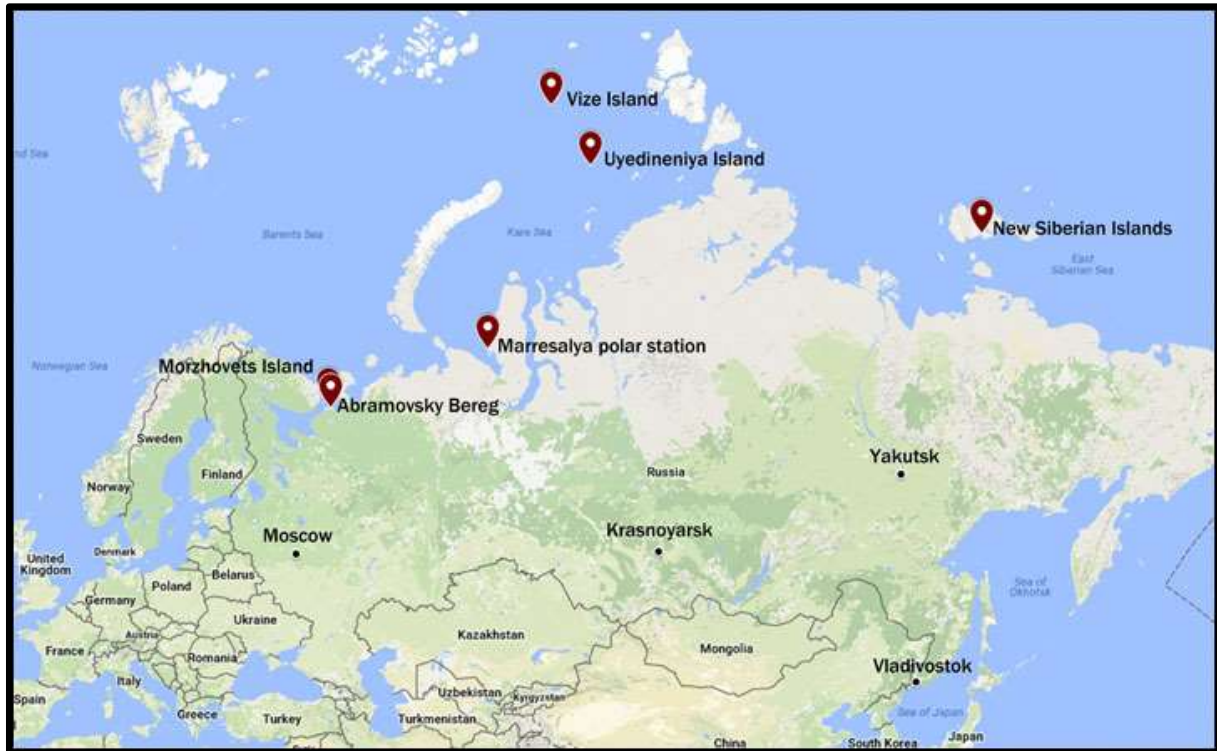 Vize Island
Uyedineniya Island
nd Sea
New Siberian Islands
Barents Sea
Kara Sea
East
Siberian Sea
Marresalya polar station
Norwegian Sea
Morzhovets Island
Abramovsky Bereg
Sweden
Finland
Norway
Russia
Yakutsk
Moscow
Krasnoyarsk
United
Kingdom
Denmark
Belarus
Poland
Germany
Sea of
Okhotsk
Ukraine
Kazakhstan
Mongolia
Austria
France
Romania
Vladivostok
Italy
Spain
Uzbekistan
Kyrgyzstan
Greece
Turkey
Turkmenistan
Sea of Japan
China
South Korea
Japan